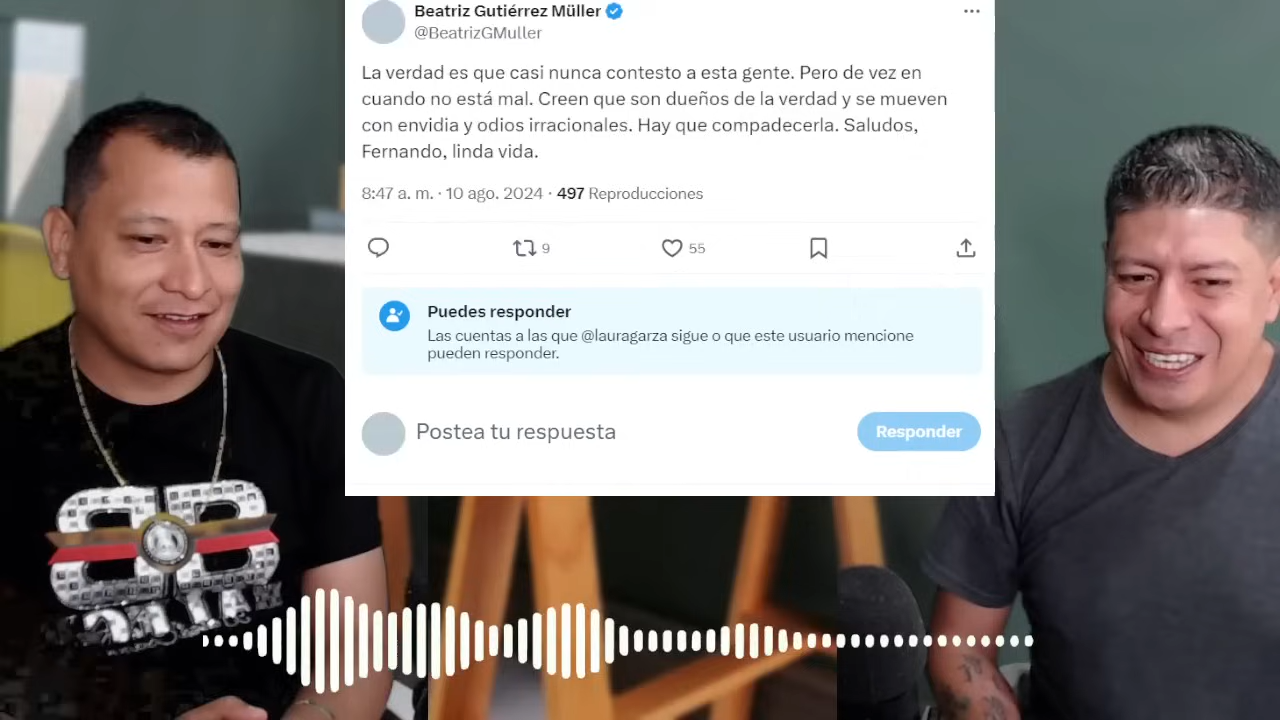 Beatriz Gutiérrez Müller
@BeatrizGMuller
La verdad es que casi nunca contesto a esta gente. Pero de vez en
cuando no está mal. Creen que son dueños de la verdad y se mueven
con envidia y odios irracionales. Hay que compadecerla. Saludos,
Fernando, linda vida.
8:47 a. m. · 10 ago. 2024 · 497 Reproducciones
9
55
Puedes responder
Las cuentas a las que @lauragarza sigue o que este usuario mencione
pueden responder.
Postea tu respuesta
Responder